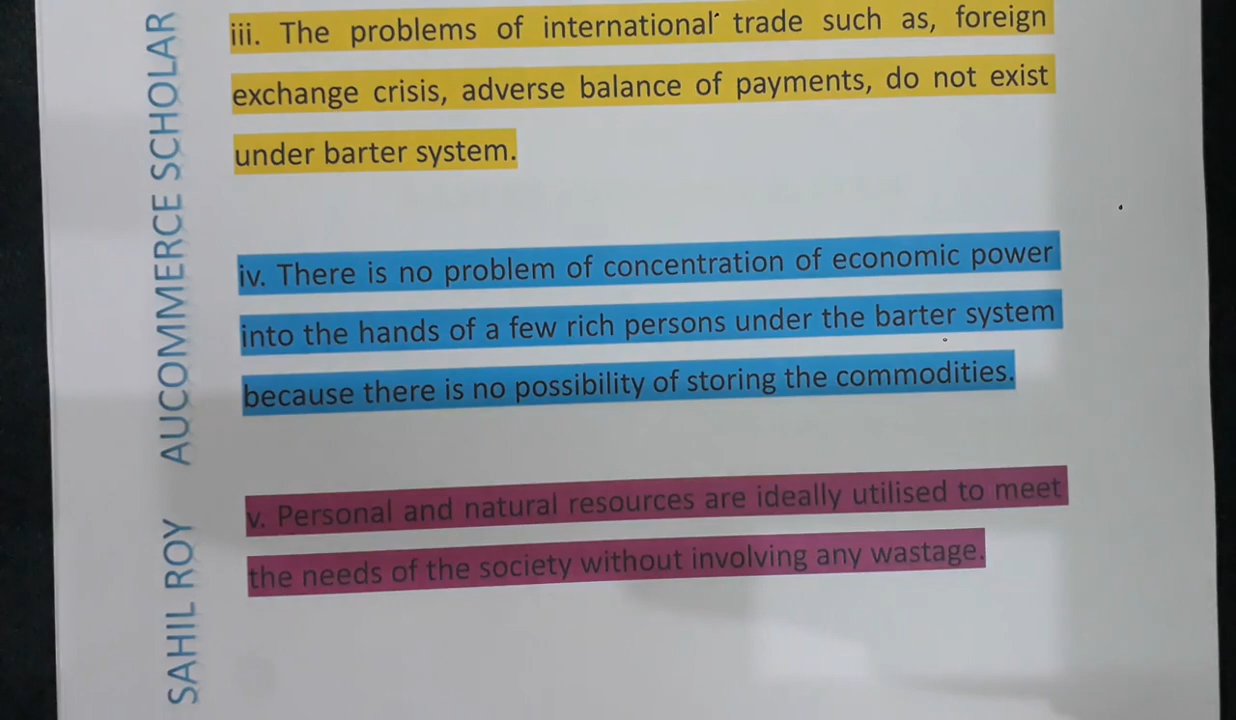 iii. The problems of international trade such as, foreign
exchange crisis, adverse balance of payments, do not exist
under barter system.
iv. There is no problem of concentration of economic power
into the hands of a few rich persons under the barter system
because there is no possibility of storing the commodities.
v. Personal and natural resources are ideally utilised to meet
the needs of the society without involving any wastage.
SAHIL ROY AUCOMMERCE SCHOLAR